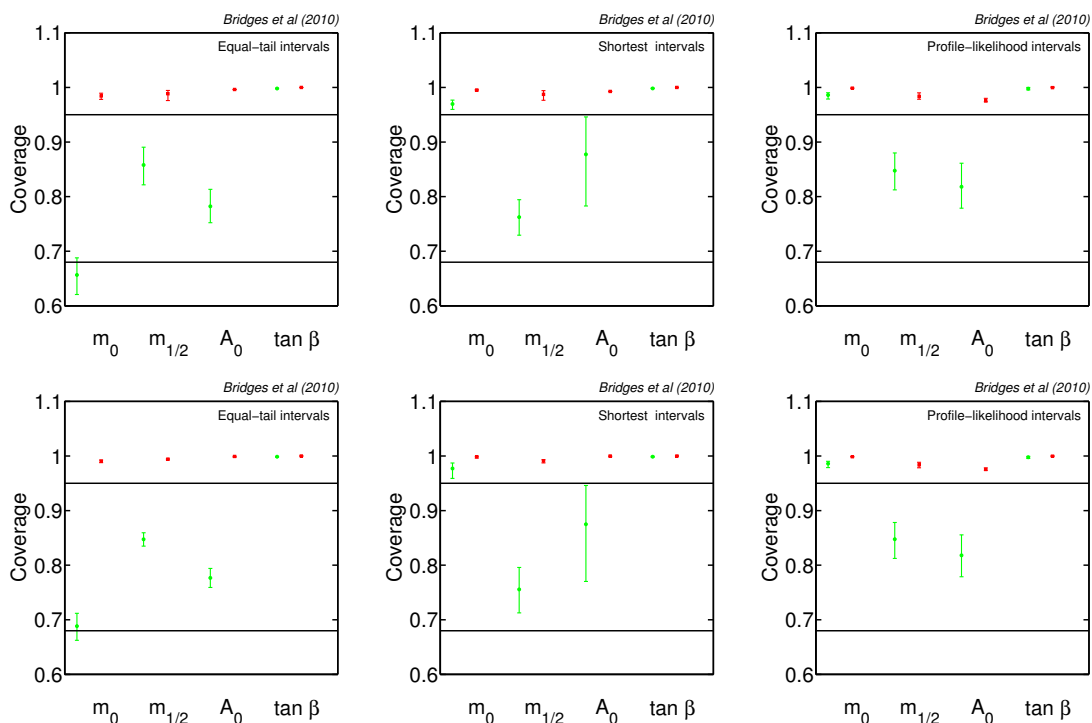 Bridges et al (2010)
Equal-tail intervals
1.1
1
0.9
0.8
0.7
0.6
Coverage
m0 m1/2 A0 tan β
Bridges et al (2010)
Shortest intervals
1.1
1
0.9
0.8
0.7
0.6
Coverage
m0 m1/2 A0 tan β
Bridges et al (2010)
Profile-likelihood intervals
1.1
1
0.9
0.8
0.7
0.6
Coverage
m0 m1/2 A0 tan β
Bridges et al (2010)
Equal-tail intervals
1.1
1
0.9
0.8
0.7
0.6
Coverage
m0 m1/2 A0 tan β
Bridges et al (2010)
Shortest intervals
1.1
1
0.9
0.8
0.7
0.6
Coverage
m0 m1/2 A0 tan β
Bridges et al (2010)
Profile-likelihood intervals
1.1
1
0.9
0.8
0.7
0.6
Coverage
m0 m1/2 A0 tan β